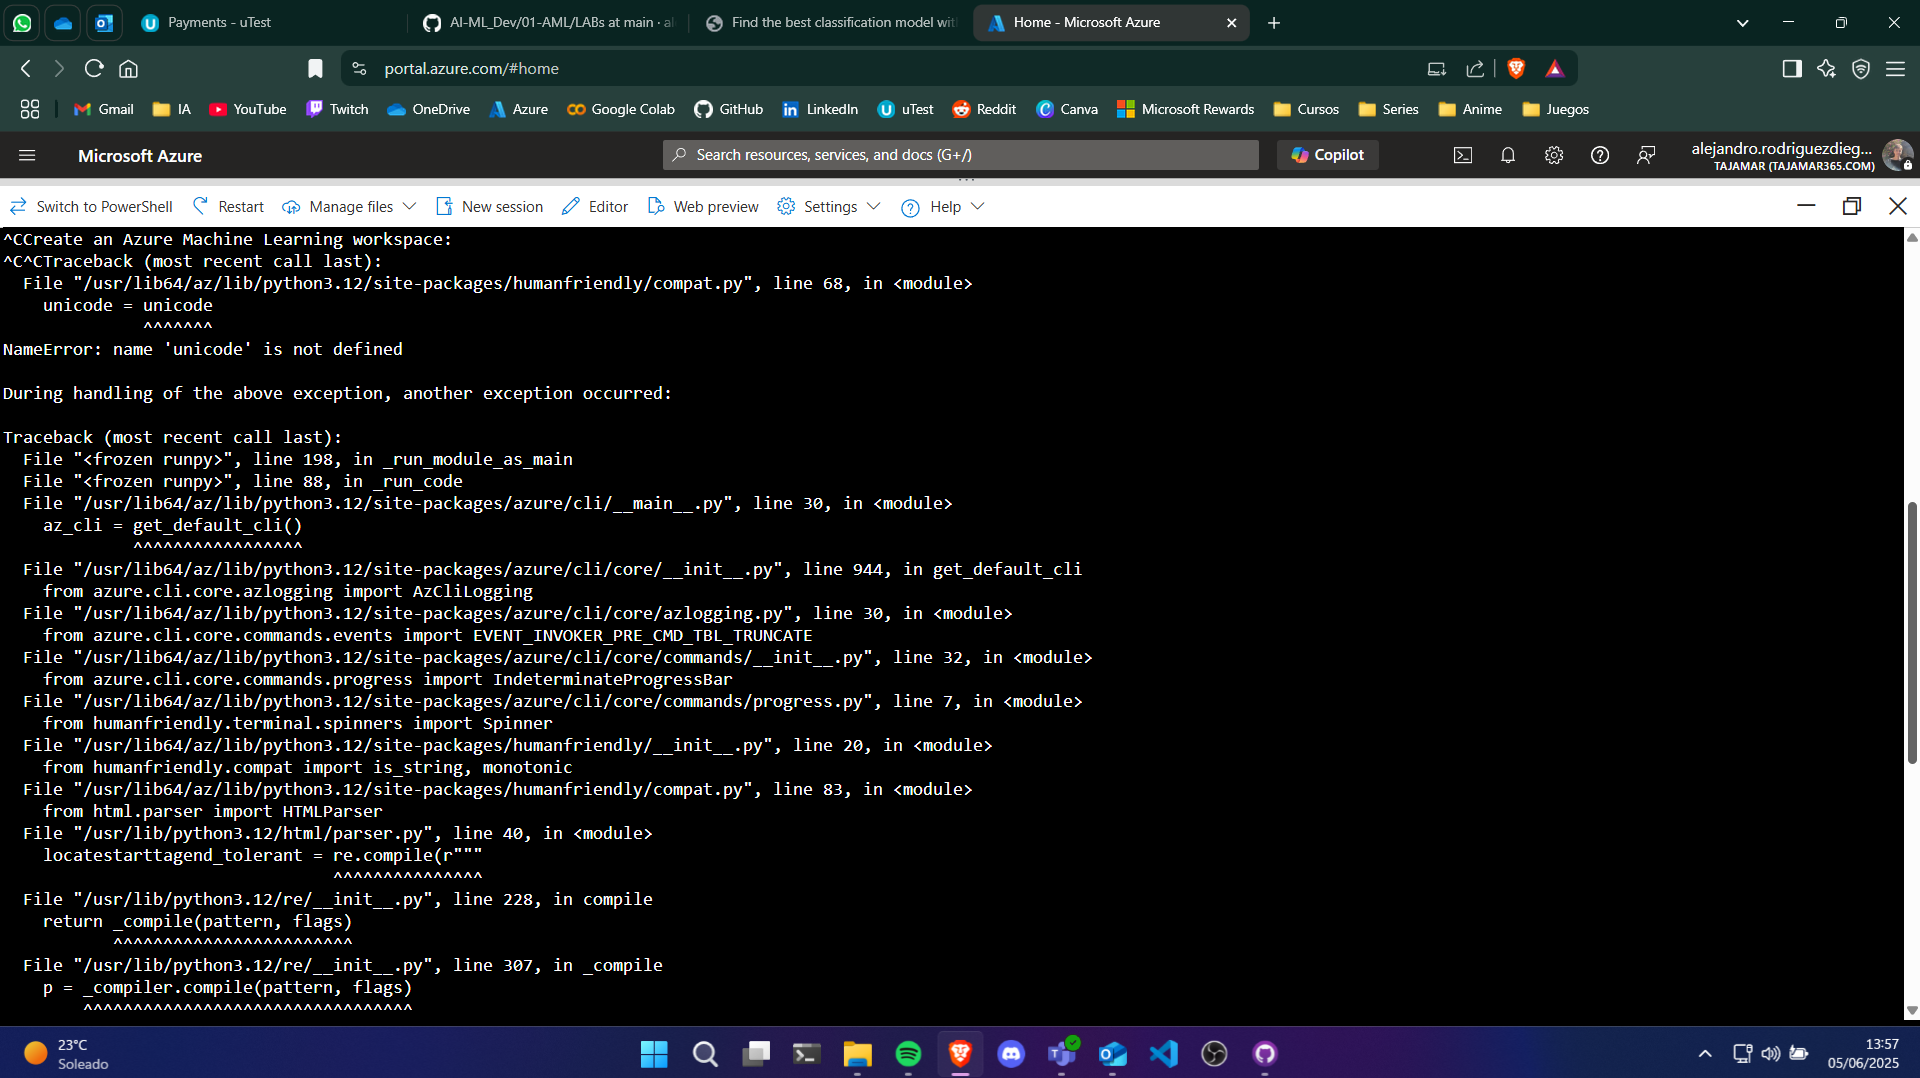 Payments - uTest
AI-ML_Dev/01-AML/LABs at main · al
Find the best classification model wit
Home - Microsoft Azure
portal.azure.com/#home
Gmail
IA
YouTube
Twitch
OneDrive
Azure
Google Colab
GitHub
LinkedIn
uTest
Reddit
Canva
Microsoft Rewards
Cursos
Series
Anime
Juegos
Microsoft Azure
Search resources, services, and docs (G+/)
Copilot
alejandro.rodriguezdieg...
TAJAMAR (TAJAMAR365.COM)
Switch to PowerShell
Restart
Manage files
New session
Editor
Web preview
Settings
Help
^CCreate an Azure Machine Learning workspace:
^C^CTraceback (most recent call last):
  File "/usr/lib64/az/lib/python3.12/site-packages/humanfriendly/compat.py", line 68, in <module>
    unicode = unicode
              ^^^^^^^
NameError: name 'unicode' is not defined
During handling of the above exception, another exception occurred:
Traceback (most recent call last):
  File "<frozen runpy>", line 198, in _run_module_as_main
  File "<frozen runpy>", line 88, in _run_code
  File "/usr/lib64/az/lib/python3.12/site-packages/azure/cli/__main__.py", line 30, in <module>
    az_cli = get_default_cli()
             ^^^^^^^^^^^^^^^^^
  File "/usr/lib64/az/lib/python3.12/site-packages/azure/cli/core/__init__.py", line 944, in get_default_cli
    from azure.cli.core.azlogging import AzCliLogging
  File "/usr/lib64/az/lib/python3.12/site-packages/azure/cli/core/azlogging.py", line 30, in <module>
    from azure.cli.core.commands.events import EVENT_INVOKER_PRE_CMD_TBL_TRUNCATE
  File "/usr/lib64/az/lib/python3.12/site-packages/azure/cli/core/commands/__init__.py", line 32, in <module>
    from azure.cli.core.commands.progress import IndeterminateProgressBar
  File "/usr/lib64/az/lib/python3.12/site-packages/azure/cli/core/commands/progress.py", line 7, in <module>
    from humanfriendly.terminal.spinners import Spinner
  File "/usr/lib64/az/lib/python3.12/site-packages/humanfriendly/__init__.py", line 20, in <module>
    from humanfriendly.compat import is_string, monotonic
  File "/usr/lib64/az/lib/python3.12/site-packages/humanfriendly/compat.py", line 83, in <module>
    from html.parser import HTMLParser
  File "/usr/lib/python3.12/html/parser.py", line 40, in <module>
    locatestarttagend_tolerant = re.compile(r"""
                                 ^^^^^^^^^^^^^^^
  File "/usr/lib/python3.12/re/__init__.py", line 228, in compile
    return _compile(pattern, flags)
           ^^^^^^^^^^^^^^^^^^^^^^^^
  File "/usr/lib/python3.12/re/__init__.py", line 307, in _compile
    p = _compiler.compile(pattern, flags)
        ^^^^^^^^^^^^^^^^^^^^^^^^^^^^^^^^^
23°C
Soleado
13:57
05/06/2025